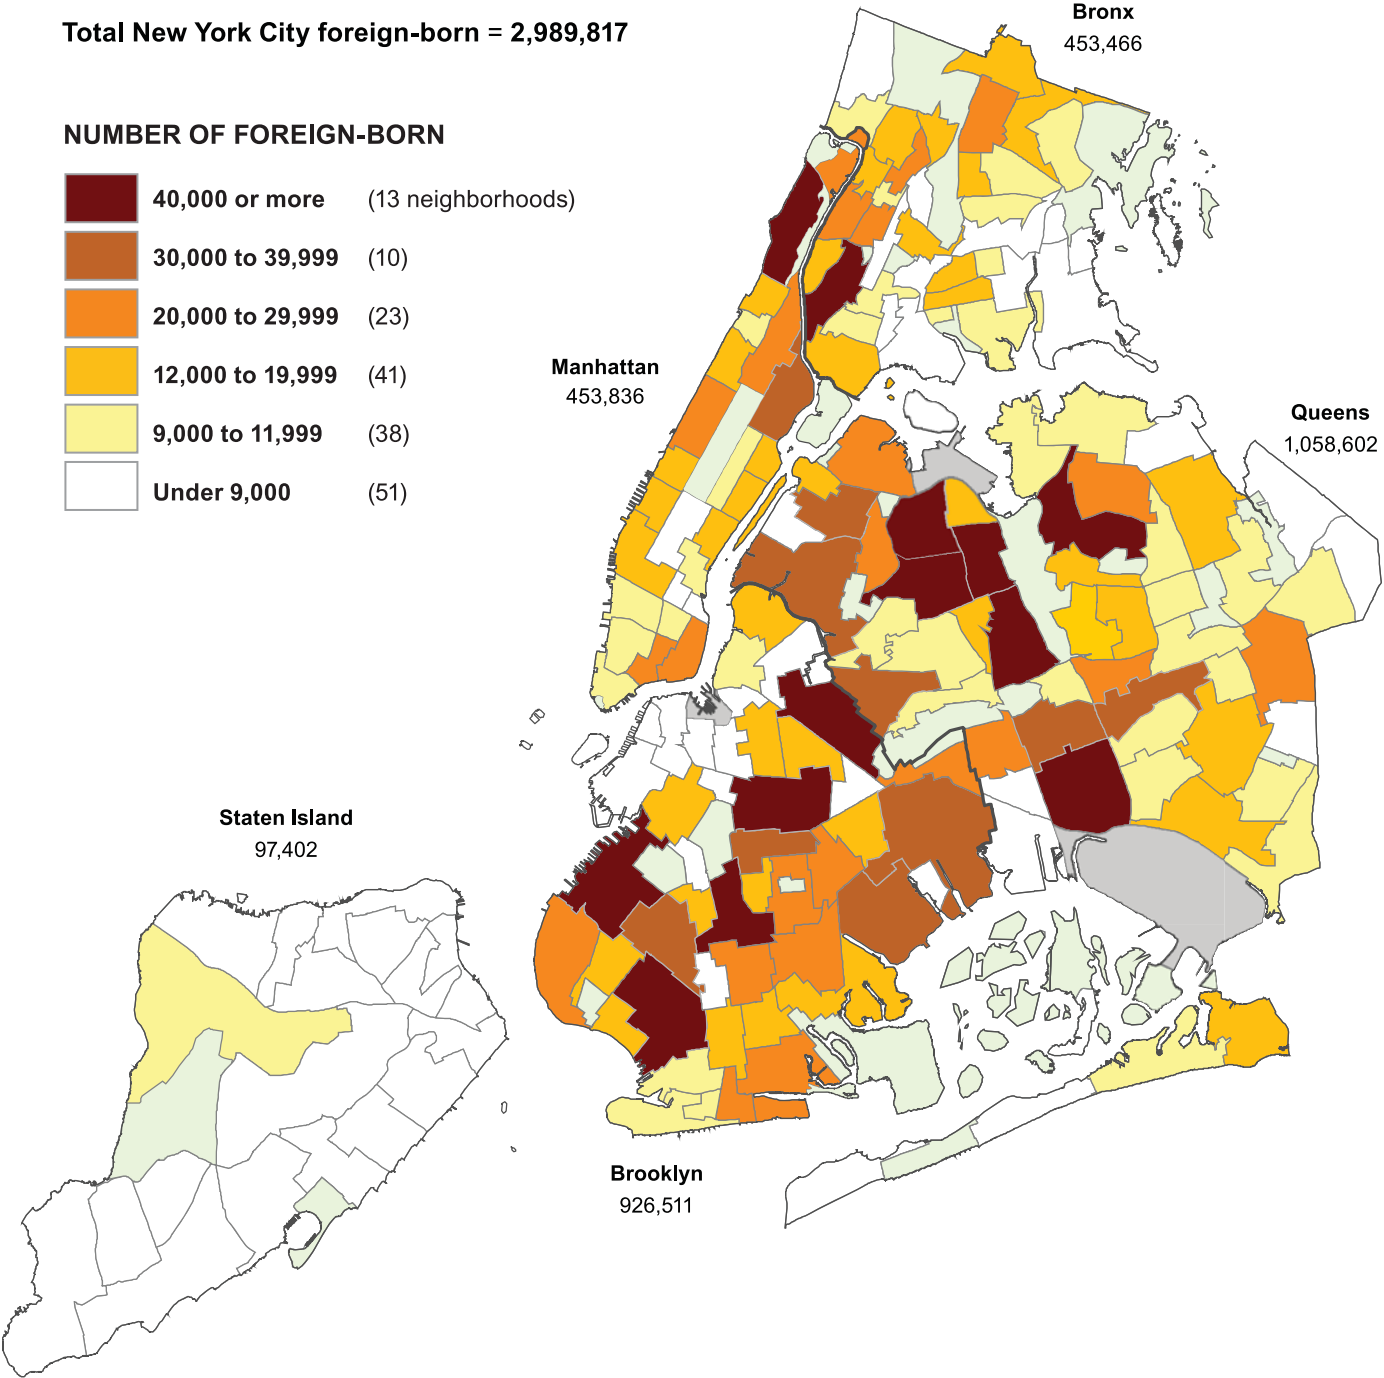 Total New York City foreign-born = 2,989,817
NUMBER OF FOREIGN-BORN
40,000 or more (13 neighborhoods)
30,000 to 39,999 (10)
20,000 to 29,999 (23)
12,000 to 19,999 (41)
9,000 to 11,999 (38)
Under 9,000 (51)
Bronx
453,466
Manhattan
453,836
Queens
1,058,602
Staten Island
97,402
Brooklyn
926,511